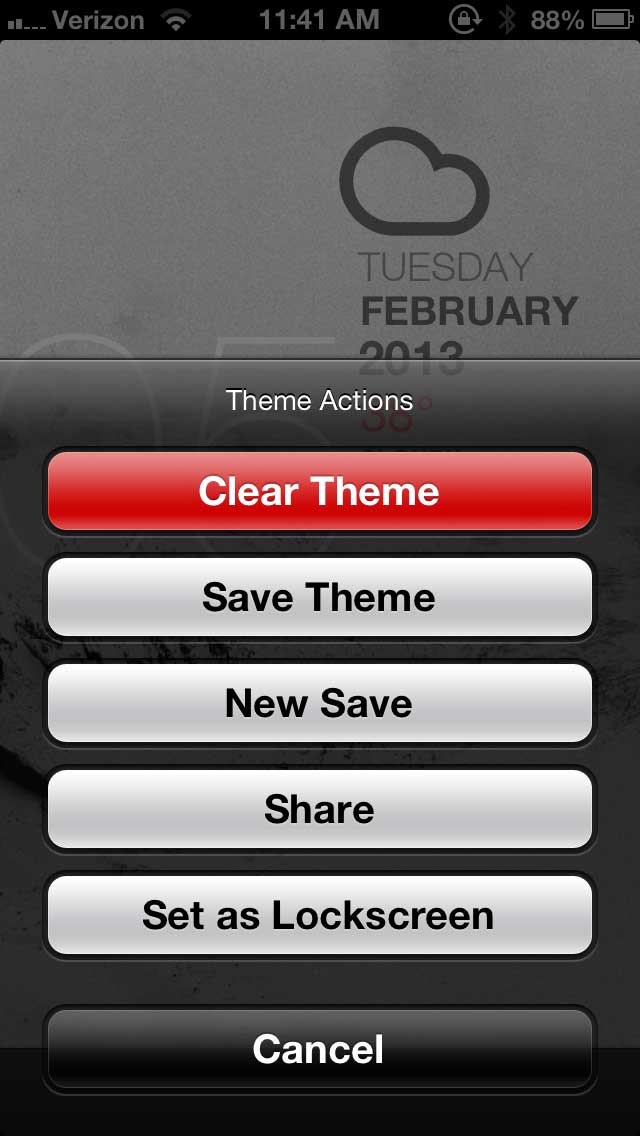 Verizon 11:41 AM 88%
TUESDAY
FEBRUARY
2013
05
Theme Actions
38°
Clear Theme
Save Theme
New Save
Share
Set as Lockscreen
Cancel